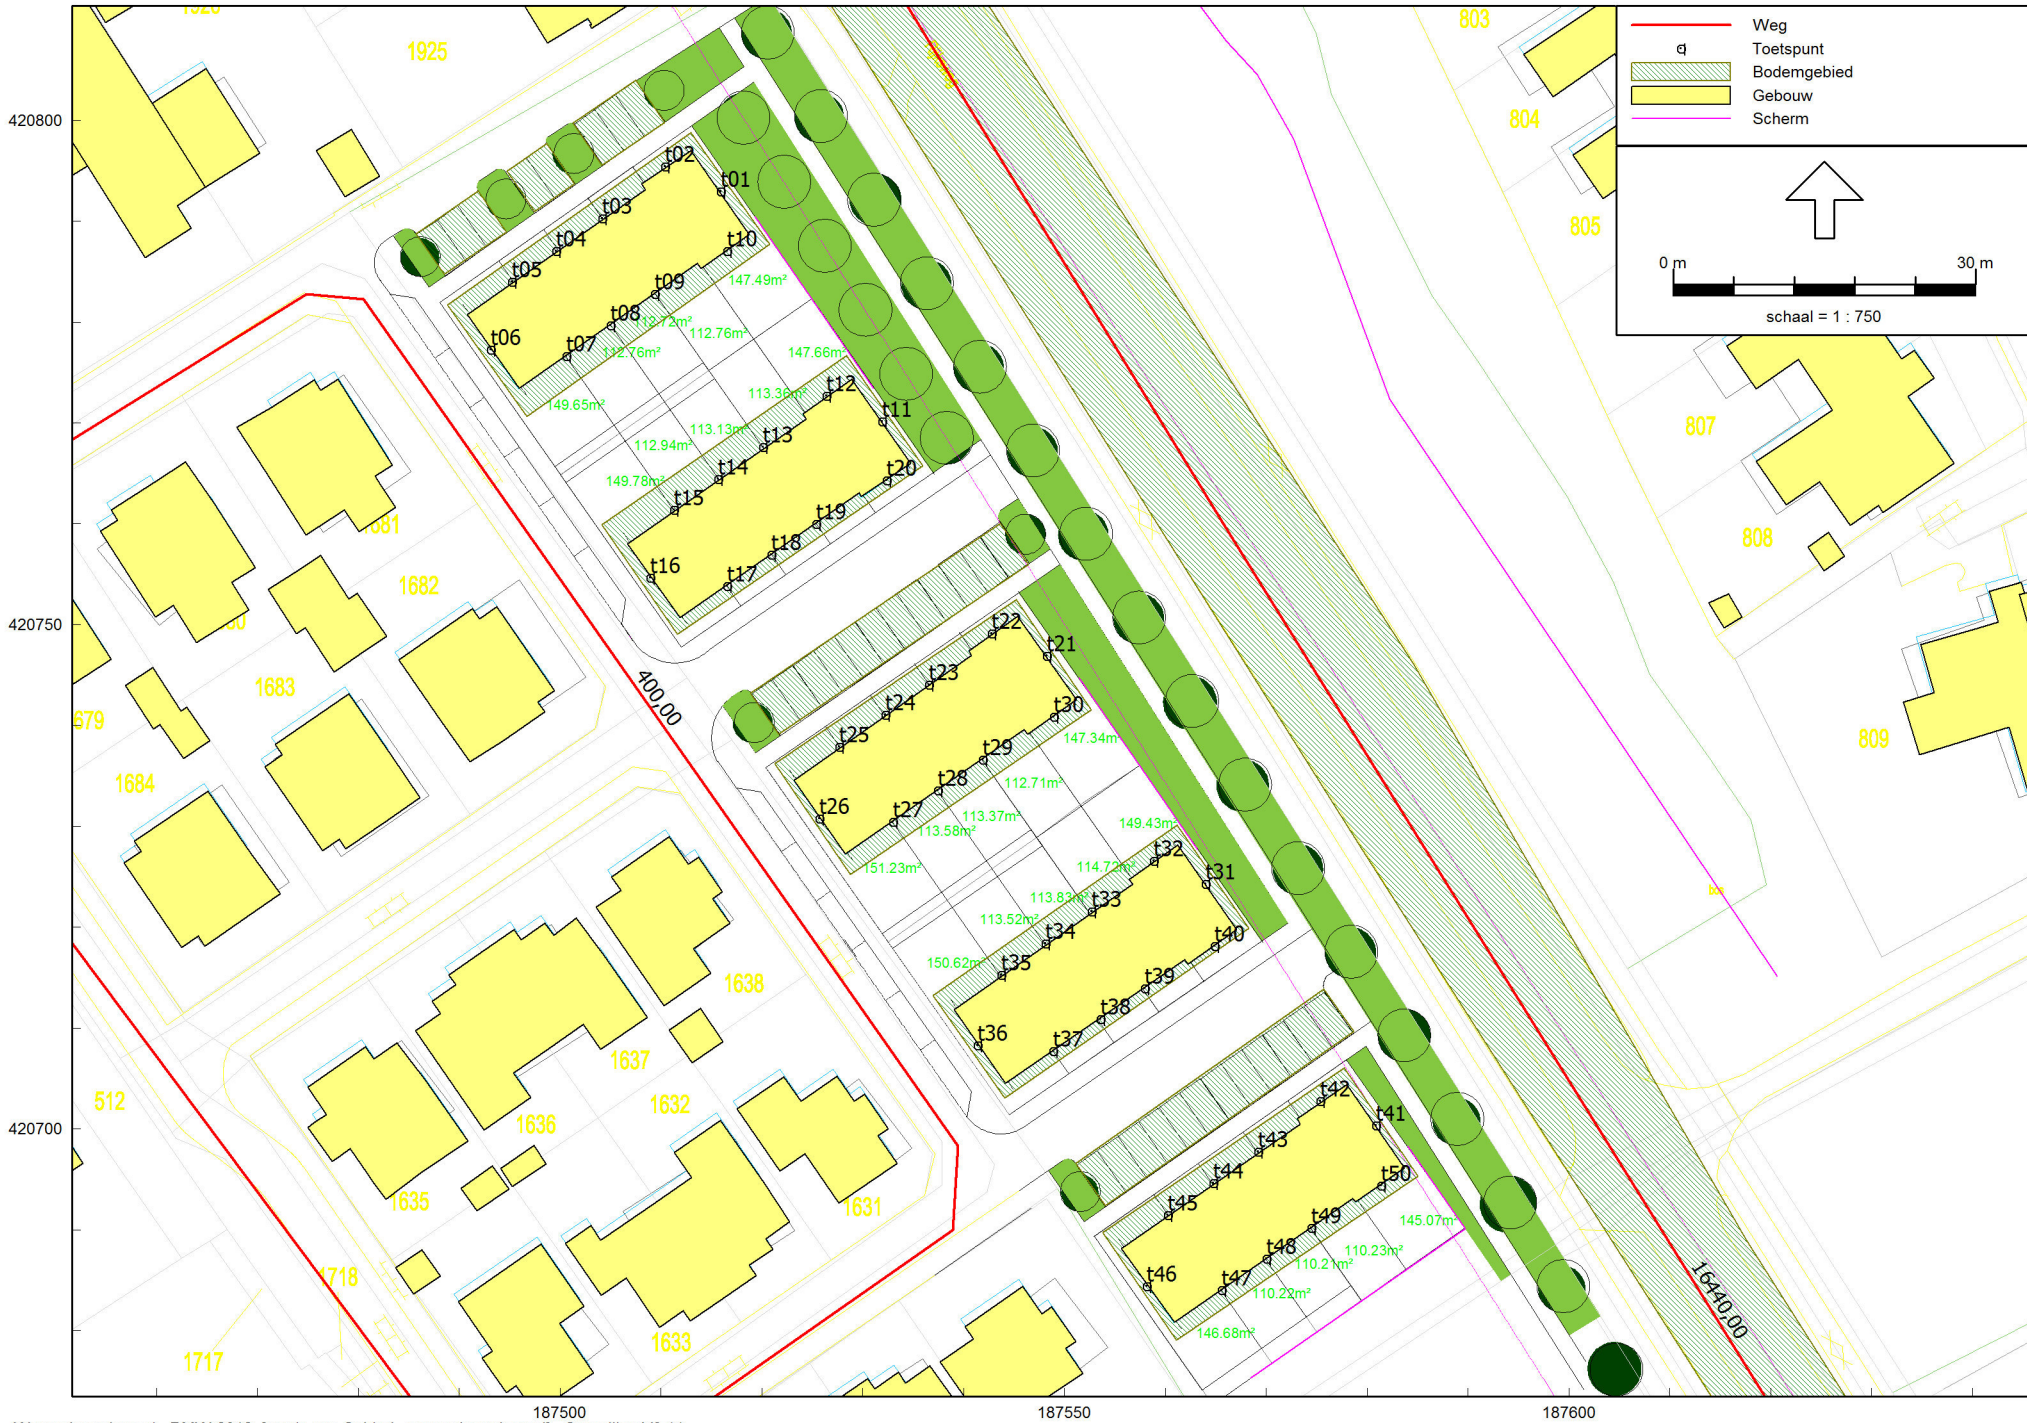 Weg
Toetspunt
Bodemgebied
Gebouw
Scherm
0 m 30 m
schaal = 1 : 750
1925
803
804
805
807
808
809
420800
420750
420700
187500
187550
187600
t01
t02
t03
t04
t05
t06
t07
t08
t09
t10
147.49m²
112.72m²
112.76m²
112.76m²
149.65m²
147.66m²
113.36m²
113.13m²
112.94m²
149.78m²
t11
t12
t13
t14
t15
t16
t17
t18
t19
t20
t21
t22
t23
t24
t25
t26
t27
t28
t29
t30
147.34m
112.71m²
113.37m²
113.58m²
151.23m²
149.43m²
114.72m²
113.83m²
113.52m²
150.62m²
t31
t32
t33
t34
t35
t36
t37
t38
t39
t40
t41
t42
t43
t44
t45
t46
t47
t48
t49
t50
145.07m²
110.23m²
110.21m²
110.22m²
146.68m²
400,00
16440,00
681
1682
1683
679
1684
1638
1637
1632
1636
1635
1631
1633
512
1718
1717